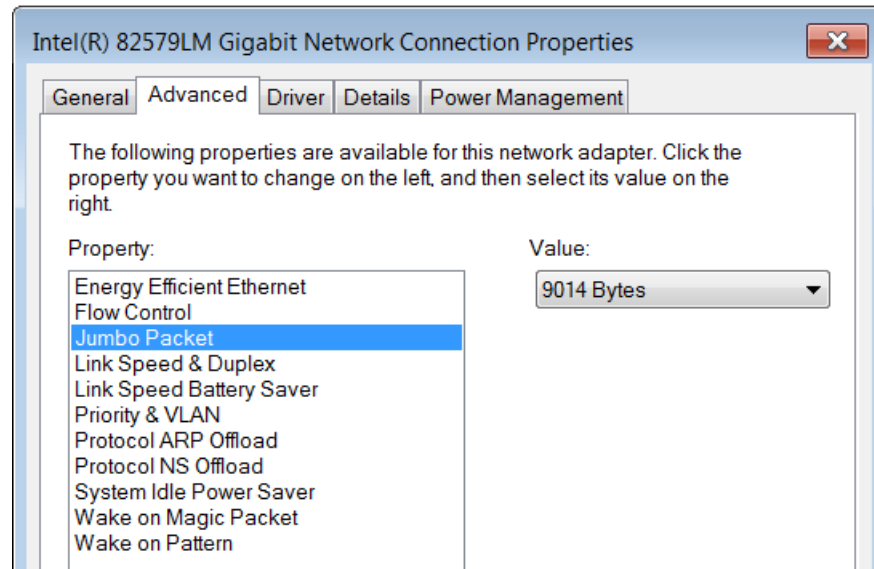 Intel(R) 82579LM Gigabit Network Connection Properties
General Advanced Driver Details Power Management
The following properties are available for this network adapter. Click the
property you want to change on the left, and then select its value on the
right.
Property:
Value:
Energy Efficient Ethernet
9014 Bytes
Flow Control
Jumbo Packet
Link Speed & Duplex
Link Speed Battery Saver
Priority & VLAN
Protocol ARP Offload
Protocol NS Offload
System Idle Power Saver
Wake on Magic Packet
Wake on Pattern